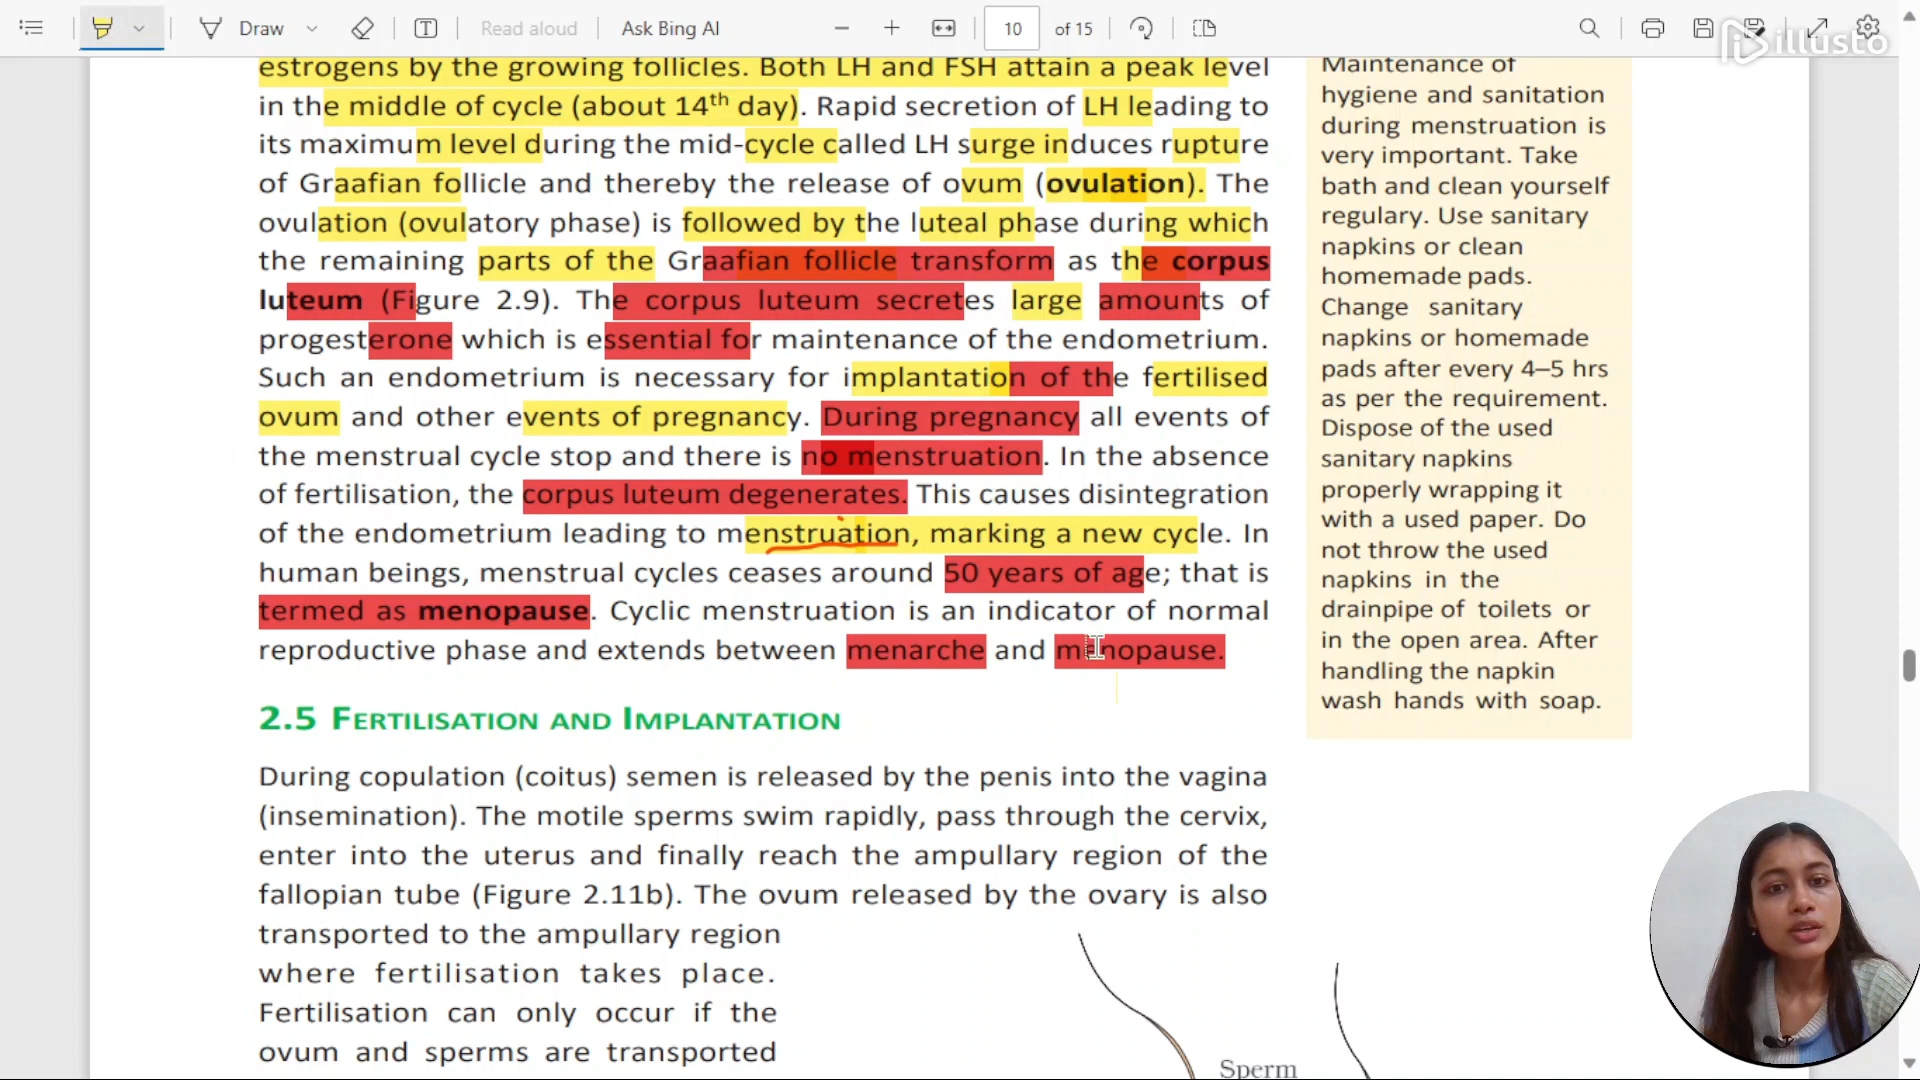 Draw
Read aloud
Ask Bing AI
10
of 15
illusto
estrogens by the growing follicles. Both LH and FSH attain a peak level
in the middle of cycle (about 14th day). Rapid secretion of LH leading to
its maximum level during the mid-cycle called LH surge induces rupture
of Graafian follicle and thereby the release of ovum (ovulation). The
ovulation (ovulatory phase) is followed by the luteal phase during which
the remaining parts of the Graafian follicle transform as the corpus
luteum (Figure 2.9). The corpus luteum secretes large amounts of
progesterone which is essential for maintenance of the endometrium.
Such an endometrium is necessary for implantation of the fertilised
ovum and other events of pregnancy. During pregnancy all events of
the menstrual cycle stop and there is no menstruation. In the absence
of fertilisation, the corpus luteum degenerates. This causes disintegration
of the endometrium leading to menstruation, marking a new cycle. In
human beings, menstrual cycles ceases around 50 years of age; that is
termed as menopause. Cyclic menstruation is an indicator of normal
reproductive phase and extends between menarche and menopause.
2.5 Fertilisation and Implantation
During copulation (coitus) semen is released by the penis into the vagina
(insemination). The motile sperms swim rapidly, pass through the cervix,
enter into the uterus and finally reach the ampullary region of the
fallopian tube (Figure 2.11b). The ovum released by the ovary is also
transported to the ampullary region
where fertilisation takes place.
Fertilisation can only occur if the
ovum and sperms are transported
Sperm
Maintenance of
hygiene and sanitation
during menstruation is
very important. Take
bath and clean yourself
regulary. Use sanitary
napkins or clean
homemade pads.
Change sanitary
napkins or homemade
pads after every 4–5 hrs
as per the requirement.
Dispose of the used
sanitary napkins
properly wrapping it
with a used paper. Do
not throw the used
napkins in the
drainpipe of toilets or
in the open area. After
handling the napkin
wash hands with soap.